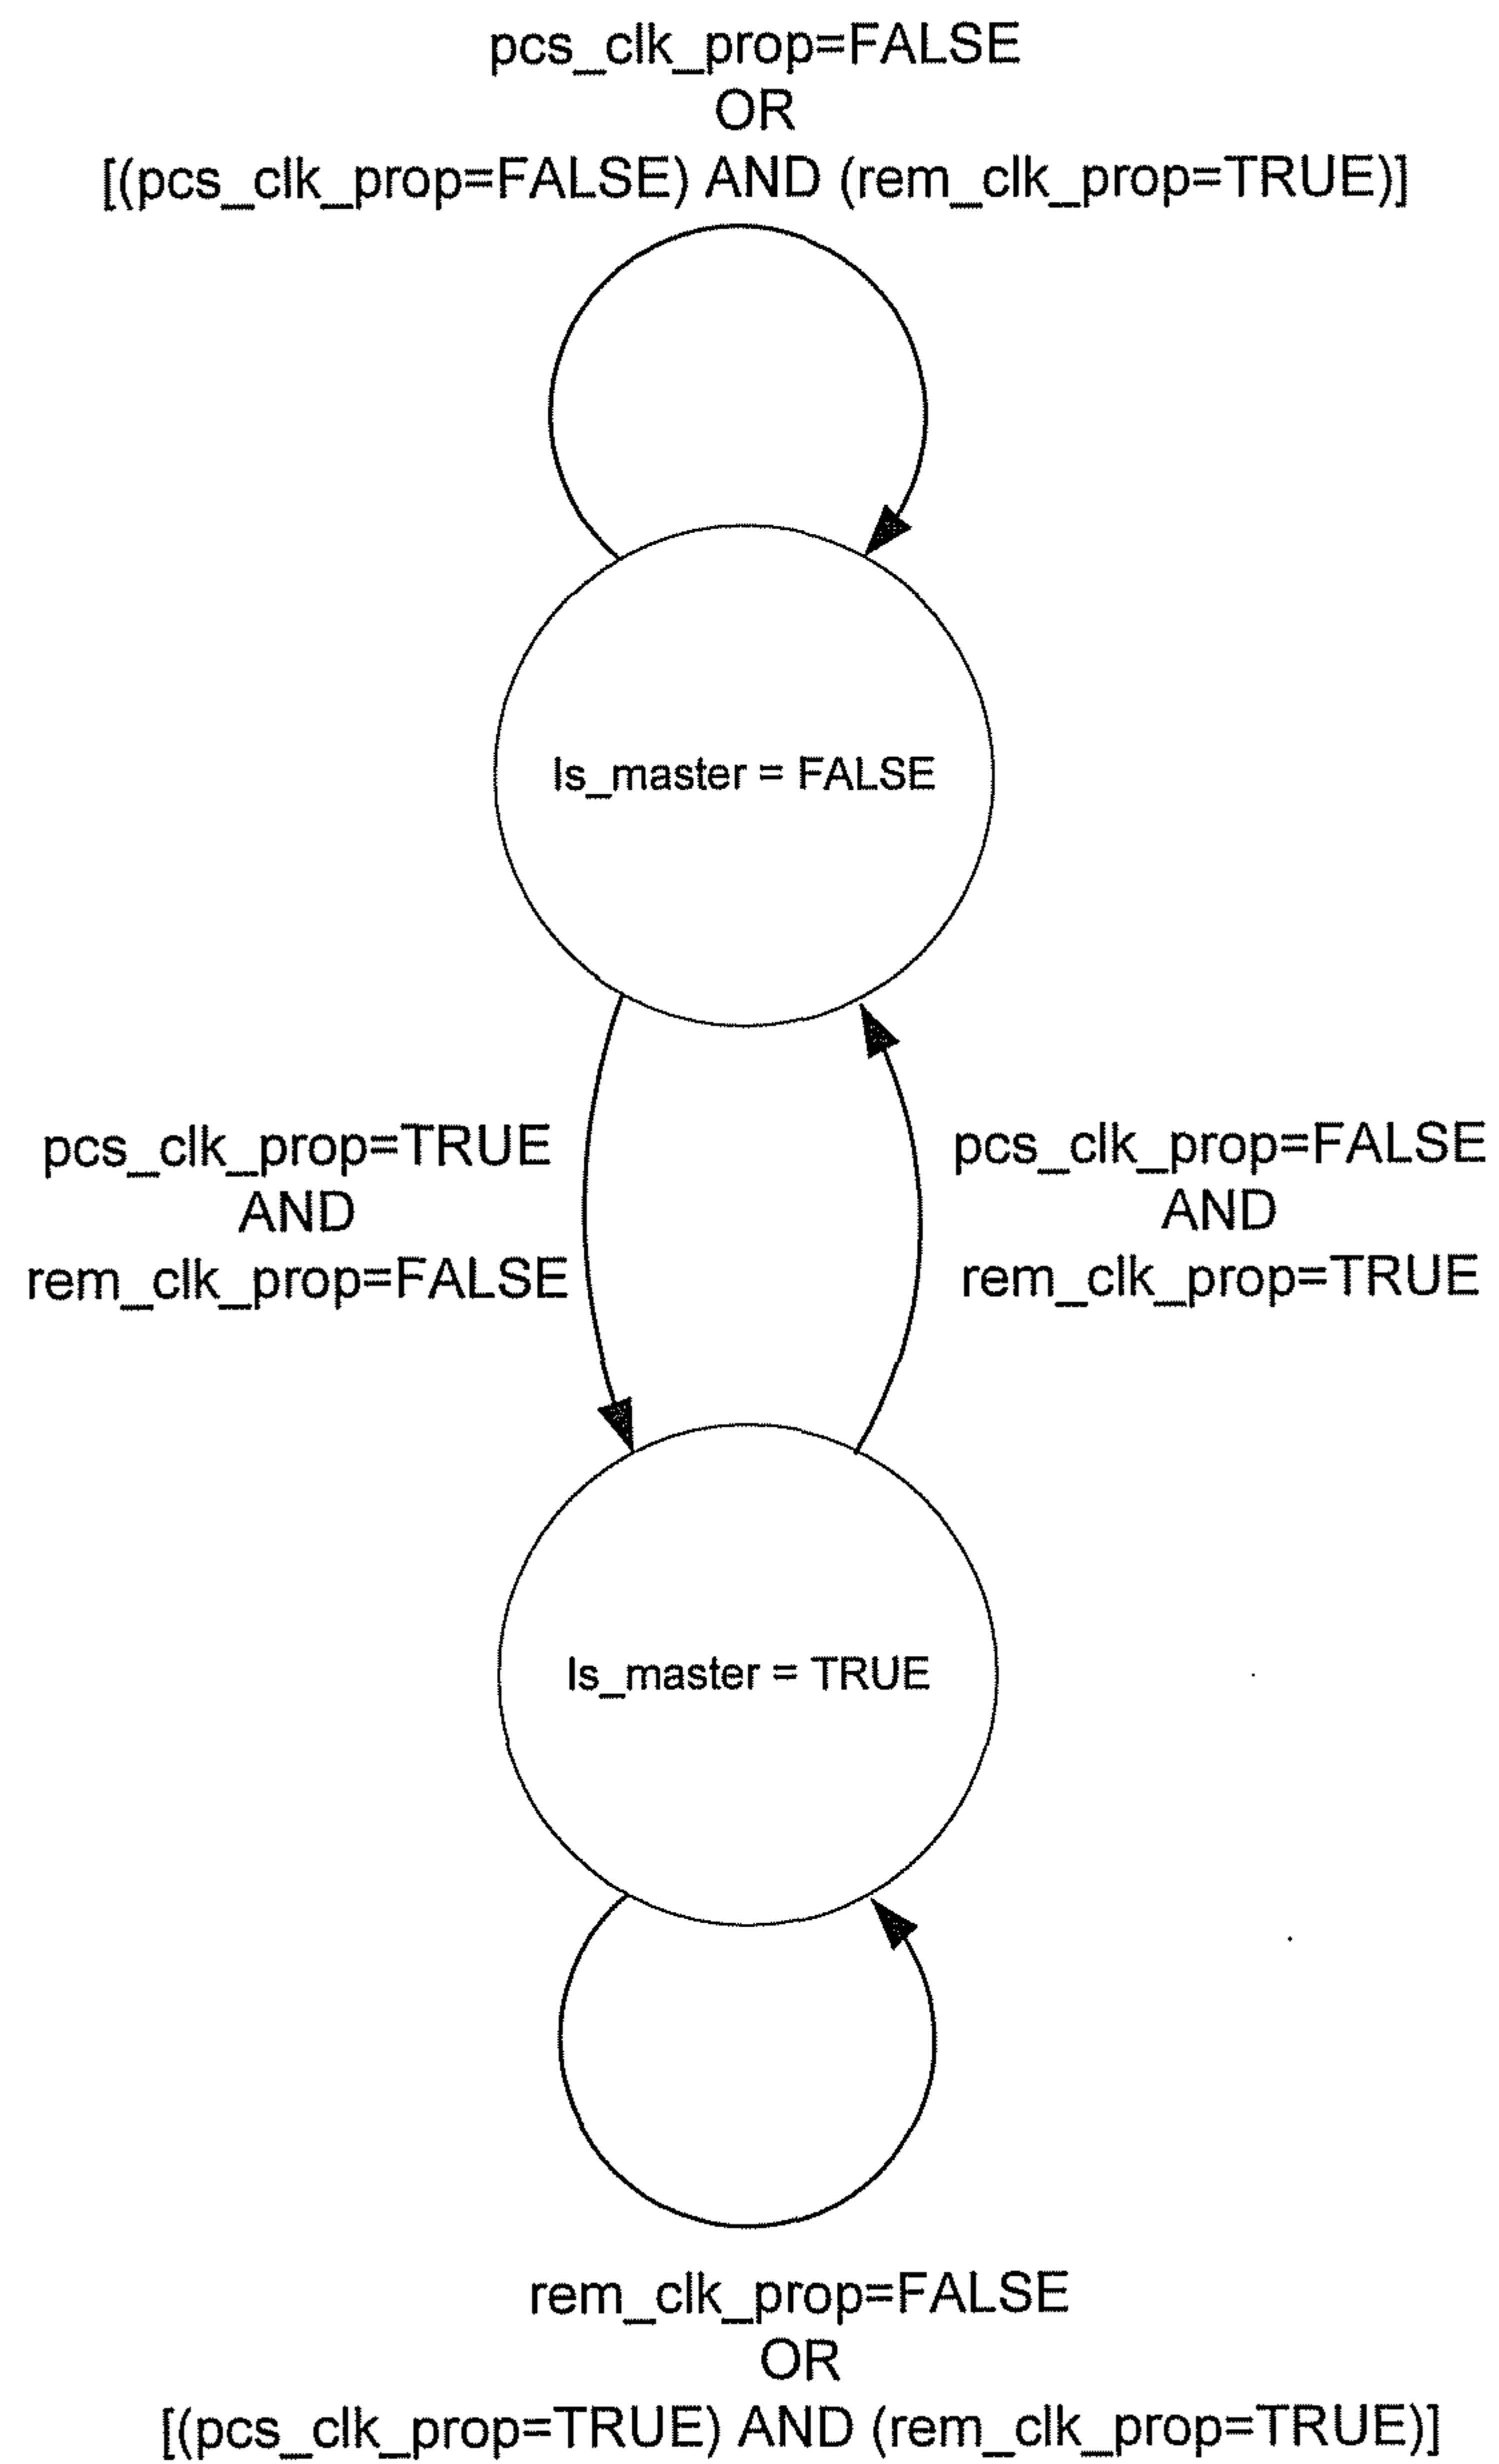 pcs_clk_prop=FALSE
OR
[(pcs_clk_prop=FALSE) AND (rem_clk_prop=TRUE)]
Is_master = FALSE
pcs_clk_prop=TRUE
AND
rem_clk_prop=FALSE
pcs_clk_prop=FALSE
AND
rem_clk_prop=TRUE
Is_master = TRUE
rem_clk_prop=FALSE
OR
[(pcs_clk_prop=TRUE) AND (rem_clk_prop=TRUE)]